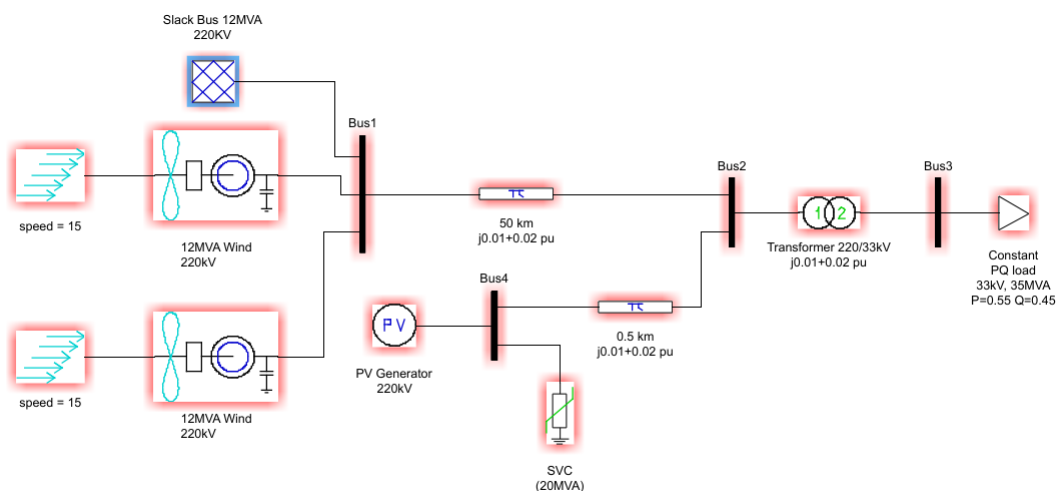 Slack Bus 12MVA
220KV
speed = 15
12MVA Wind
220kV
speed = 15
12MVA Wind
220kV
Bus1
π
50 km
j0.01+0.02 pu
Bus2
1 2
Transformer 220/33kV
j0.01+0.02 pu
Bus3
Constant
PQ load
33kV, 35MVA
P=0.55 Q=0.45
Bus4
PV
PV Generator
220kV
π
0.5 km
j0.01+0.02 pu
SVC
(20MVA)